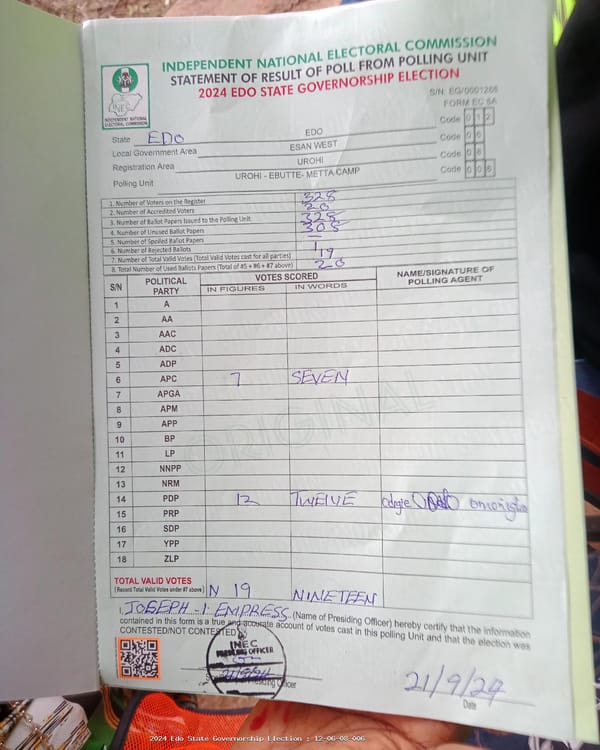 INDEPENDENT NATIONAL ELECTORAL COMMISSION
STATEMENT OF RESULT OF POLL FROM POLLING UNIT
2024 EDO STATE GOVERNORSHIP ELECTION
INEC
INDEPENDENT NATIONAL
ELECTORAL COMMISSION
S/N: EG/0001266
FORM EC 8A
State EDO EDO Code 0 1 2
Local Government Area ESAN WEST Code 0 6
Registration Area UROHI Code 0 8
Polling Unit UROHI - EBUTTE- METTA CAMP Code 0 0 6
1. Number of Voters on the Register 328
2. Number of Accredited Voters 20
3. Number of Ballot Papers Issued to the Polling Unit 328
4. Number of Unused Ballot Papers 308
5. Number of Spoiled Ballot Papers –
6. Number of Rejected Ballots 1
7. Number of Total Valid Votes (Total Valid Votes cast for all parties) 19
8. Total Number of Used Ballots Papers (Total of #5 + #6 + #7 above) 20
S/N POLITICAL PARTY VOTES SCORED NAME/SIGNATURE OF POLLING AGENT
IN FIGURES IN WORDS
1 A
2 AA
3 AAC
4 ADC
5 ADP
6 APC 7 SEVEN
7 APGA
8 APM
9 APP
10 BP
11 LP
12 NNPP
13 NRM
14 PDP 12 TWELVE
15 PRP
16 SDP
17 YPP
18 ZLP
ORIGINAL
TOTAL VALID VOTES
(Record Total Valid Votes under #7 above) N 19 NINETEEN
I, JOSEPH - I. EMPRESS (Name of Presiding Officer) hereby certify that the information
contained in this form is a true and accurate account of votes cast in this polling Unit and that the election was
CONTESTED/NOT CONTESTED
INEC
PRESIDING OFFICER
21/9/24
Presiding Officer
21/9/24
Date
2024 Edo State Governorship Election : 12-06-08-006